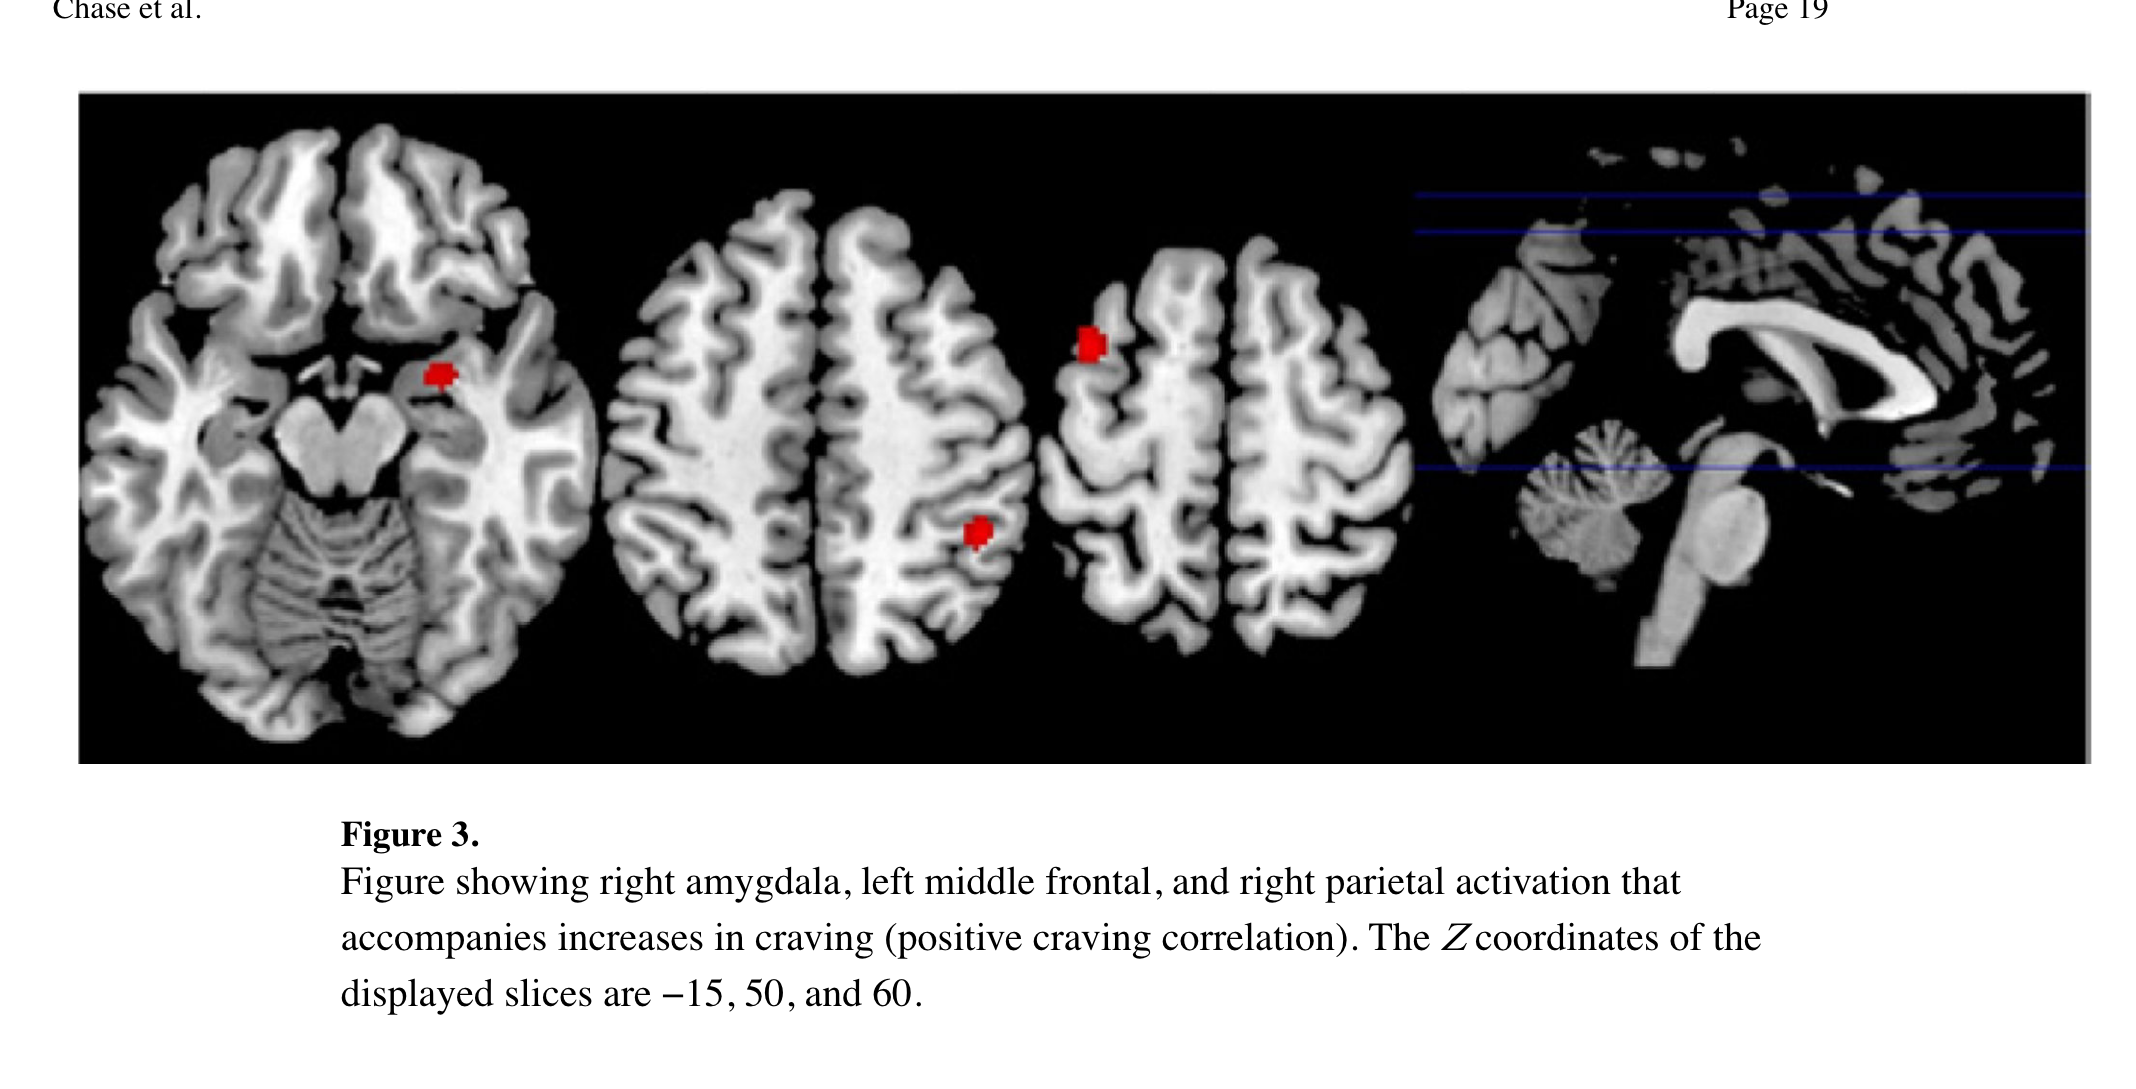 Chase et al.
Page 19
Figure 3.
Figure showing right amygdala, left middle frontal, and right parietal activation that
accompanies increases in craving (positive craving correlation). The Z coordinates of the
displayed slices are −15, 50, and 60.